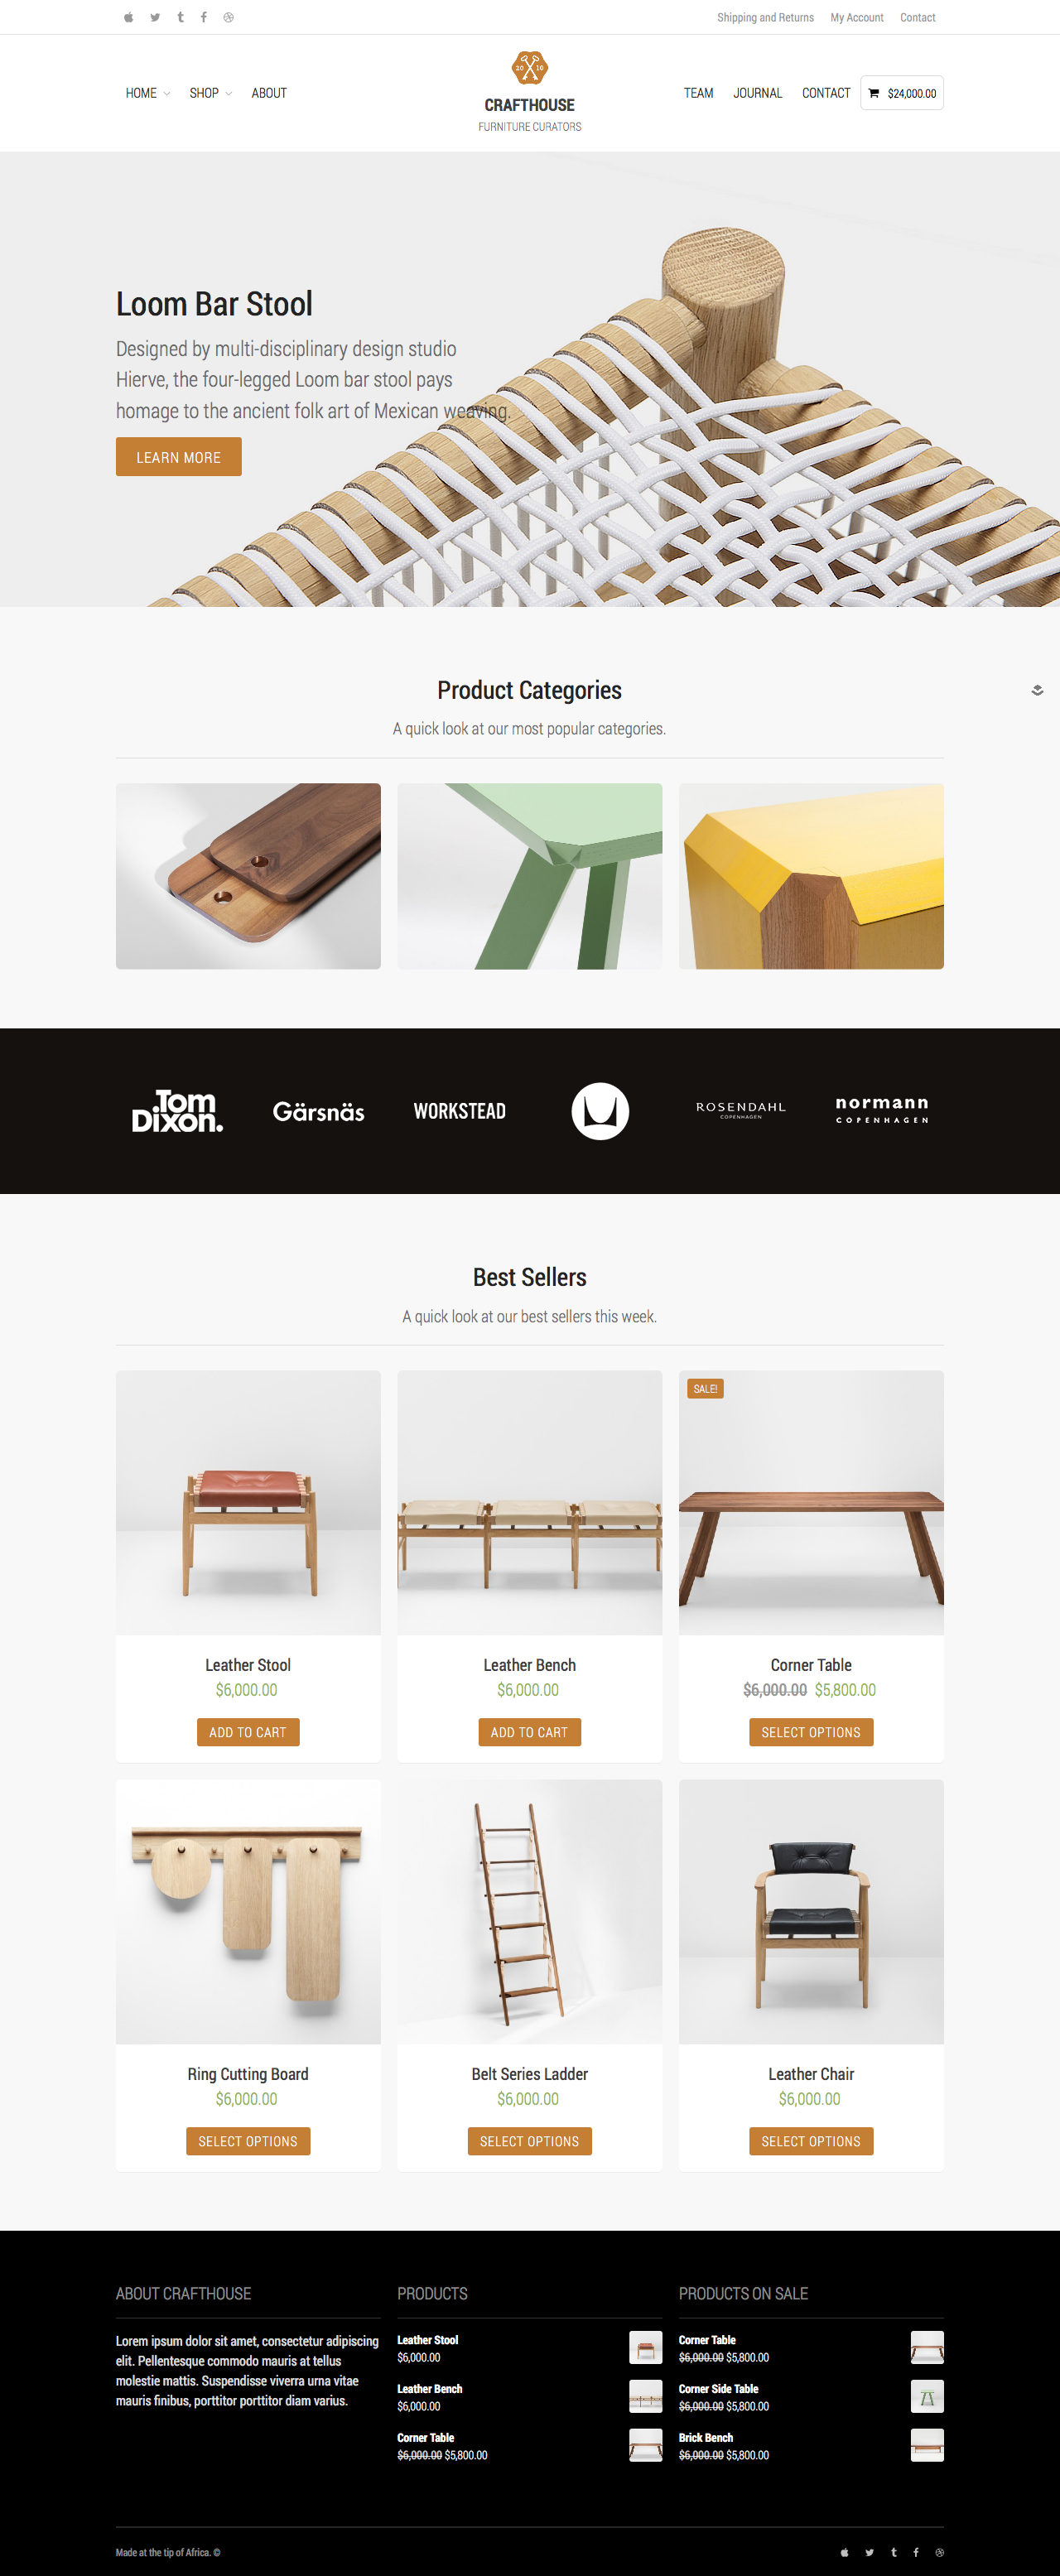 Shipping and Returns My Account Contact
HOME SHOP ABOUT
20 10
CRAFTHOUSE
FURNITURE CURATORS
TEAM JOURNAL CONTACT $24,000.00
Loom Bar Stool
Designed by multi-disciplinary design studio
Hierve, the four-legged Loom bar stool pays
homage to the ancient folk art of Mexican weaving.
LEARN MORE
Product Categories
A quick look at our most popular categories.
Tom
Dixon.
Gärsnäs
WORKSTEAD
ROSENDAHL
COPENHAGEN
normann
COPENHAGEN
Best Sellers
A quick look at our best sellers this week.
SALE!
Leather Stool
$6,000.00
ADD TO CART
Leather Bench
$6,000.00
ADD TO CART
Corner Table
$6,000.00 $5,800.00
SELECT OPTIONS
Ring Cutting Board
$6,000.00
SELECT OPTIONS
Belt Series Ladder
$6,000.00
SELECT OPTIONS
Leather Chair
$6,000.00
SELECT OPTIONS
ABOUT CRAFTHOUSE
Lorem ipsum dolor sit amet, consectetur adipiscing
elit. Pellentesque commodo mauris at tellus
molestie mattis. Suspendisse viverra urna vitae
mauris finibus, porttitor porttitor diam varius.
PRODUCTS
Leather Stool
$6,000.00
Leather Bench
$6,000.00
Corner Table
$6,000.00 $5,800.00
PRODUCTS ON SALE
Corner Table
$6,000.00 $5,800.00
Corner Side Table
$6,000.00 $5,800.00
Brick Bench
$6,000.00 $5,800.00
Made at the tip of Africa. ©